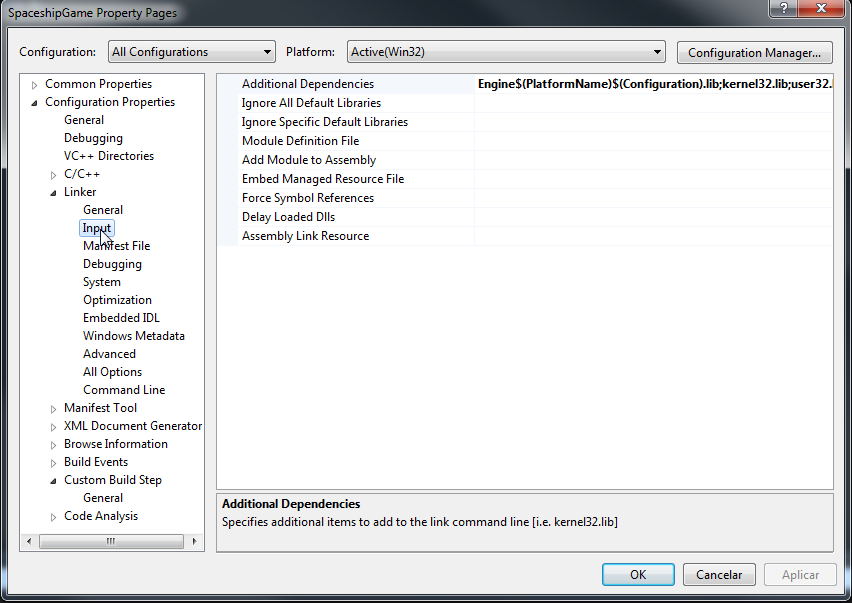 SpaceshipGame Property Pages
Configuration: All Configurations Platform: Active(Win32) Configuration Manager...
Common Properties
Configuration Properties
General
Debugging
VC++ Directories
C/C++
Linker
General
Input
Manifest File
Debugging
System
Optimization
Embedded IDL
Windows Metadata
Advanced
All Options
Command Line
Manifest Tool
XML Document Generator
Browse Information
Build Events
Custom Build Step
General
Code Analysis
Additional Dependencies Engine$(PlatformName)$(Configuration).lib;kernel32.lib;user32.l
Ignore All Default Libraries
Ignore Specific Default Libraries
Module Definition File
Add Module to Assembly
Embed Managed Resource File
Force Symbol References
Delay Loaded Dlls
Assembly Link Resource
Additional Dependencies
Specifies additional items to add to the link command line [i.e. kernel32.lib]
OK Cancelar Aplicar